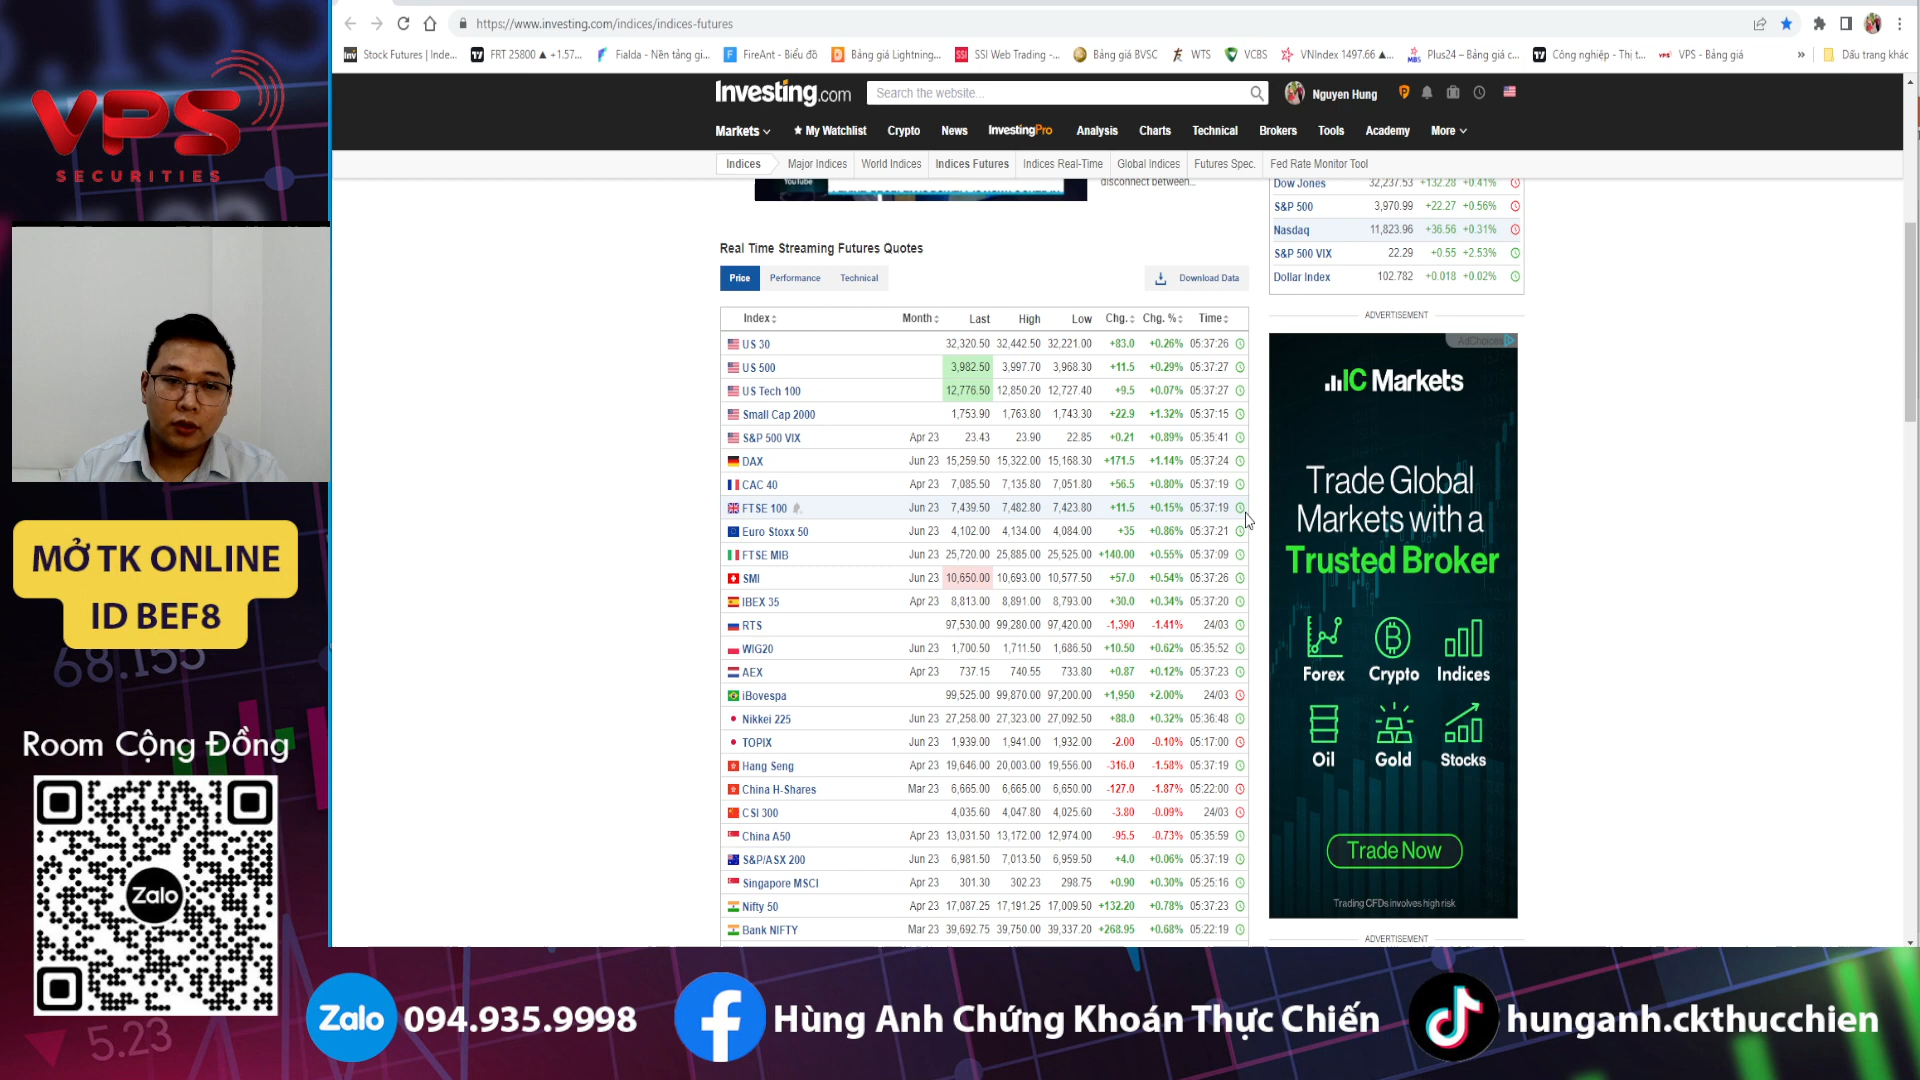 VPS
SECURITIES
MỞ TK ONLINE
ID BEF8
68.155
Room Cộng Đồng
Zalo
5.23
https://www.investing.com/indices/indices-futures
Stock Futures | Inde... FRT 25800 ▲ +1.57... Fialda - Nền tảng gi... FireAnt - Biểu đồ Bảng giá Lightning... SSI Web Trading -... Bảng giá BVSC WTS VCBS VNIndex 1497.66 ▲... Plus24 – Bảng giá c... Công nghiệp - Thị t... VPS - Bảng giá » Dấu trang khác
Investing.com Search the website... Nguyen Hung
Markets My Watchlist Crypto News InvestingPro Analysis Charts Technical Brokers Tools Academy More
Indices Major Indices World Indices Indices Futures Indices Real-Time Global Indices Futures Spec. Fed Rate Monitor Tool
YouTube
disconnect between...
Dow Jones 32,237.53 +132.28 +0.41%
S&P 500 3,970.99 +22.27 +0.56%
Nasdaq 11,823.96 +36.56 +0.31%
S&P 500 VIX 22.29 +0.55 +2.53%
Dollar Index 102.782 +0.018 +0.02%
Real Time Streaming Futures Quotes
Price Performance Technical Download Data
Index Month Last High Low Chg. Chg. % Time
US 30 32,320.50 32,442.50 32,221.00 +83.0 +0.26% 05:37:26
US 500 3,982.50 3,997.70 3,968.30 +11.5 +0.29% 05:37:27
US Tech 100 12,776.50 12,850.20 12,727.40 +9.5 +0.07% 05:37:27
Small Cap 2000 1,753.90 1,763.80 1,743.30 +22.9 +1.32% 05:37:15
S&P 500 VIX Apr 23 23.43 23.90 22.85 +0.21 +0.89% 05:35:41
DAX Jun 23 15,259.50 15,322.00 15,168.30 +171.5 +1.14% 05:37:24
CAC 40 Apr 23 7,085.50 7,135.80 7,051.80 +56.5 +0.80% 05:37:19
FTSE 100 Jun 23 7,439.50 7,482.80 7,423.80 +11.5 +0.15% 05:37:19
Euro Stoxx 50 Jun 23 4,102.00 4,134.00 4,084.00 +35 +0.86% 05:37:21
FTSE MIB Jun 23 25,720.00 25,885.00 25,525.00 +140.00 +0.55% 05:37:09
SMI Jun 23 10,650.00 10,693.00 10,577.50 +57.0 +0.54% 05:37:26
IBEX 35 Apr 23 8,813.00 8,891.00 8,793.00 +30.0 +0.34% 05:37:20
RTS 97,530.00 99,280.00 97,420.00 -1,390 -1.41% 24/03
WIG20 Jun 23 1,700.50 1,711.50 1,686.50 +10.50 +0.62% 05:35:52
AEX Apr 23 737.15 740.55 733.80 +0.87 +0.12% 05:37:23
iBovespa 99,525.00 99,870.00 97,200.00 +1,950 +2.00% 24/03
Nikkei 225 Jun 23 27,258.00 27,323.00 27,092.50 +88.0 +0.32% 05:36:48
TOPIX Jun 23 1,939.00 1,941.00 1,932.00 -2.00 -0.10% 05:17:00
Hang Seng Apr 23 19,646.00 20,003.00 19,556.00 -316.0 -1.58% 05:37:19
China H-Shares Mar 23 6,665.00 6,665.00 6,650.00 -127.0 -1.87% 05:22:00
CSI 300 4,035.60 4,047.80 4,025.60 -3.80 -0.09% 24/03
China A50 Apr 23 13,031.50 13,172.00 12,974.00 -95.5 -0.73% 05:35:59
S&P/ASX 200 Jun 23 6,981.50 7,013.50 6,959.50 +4.0 +0.06% 05:37:19
Singapore MSCI Apr 23 301.30 302.23 298.75 +0.90 +0.30% 05:25:16
Nifty 50 Apr 23 17,087.25 17,191.25 17,009.50 +132.20 +0.78% 05:37:23
Bank NIFTY Mar 23 39,692.75 39,750.00 39,337.20 +268.95 +0.68% 05:22:19
ADVERTISEMENT
AdChoices
IC Markets
Trade Global
Markets with a
Trusted Broker
Forex Crypto Indices
Oil Gold Stocks
Trade Now
Trading CFDs involves high risk
ADVERTISEMENT
Zalo 094.935.9998 Hùng Anh Chứng Khoán Thực Chiến hunganh.ckthucchien